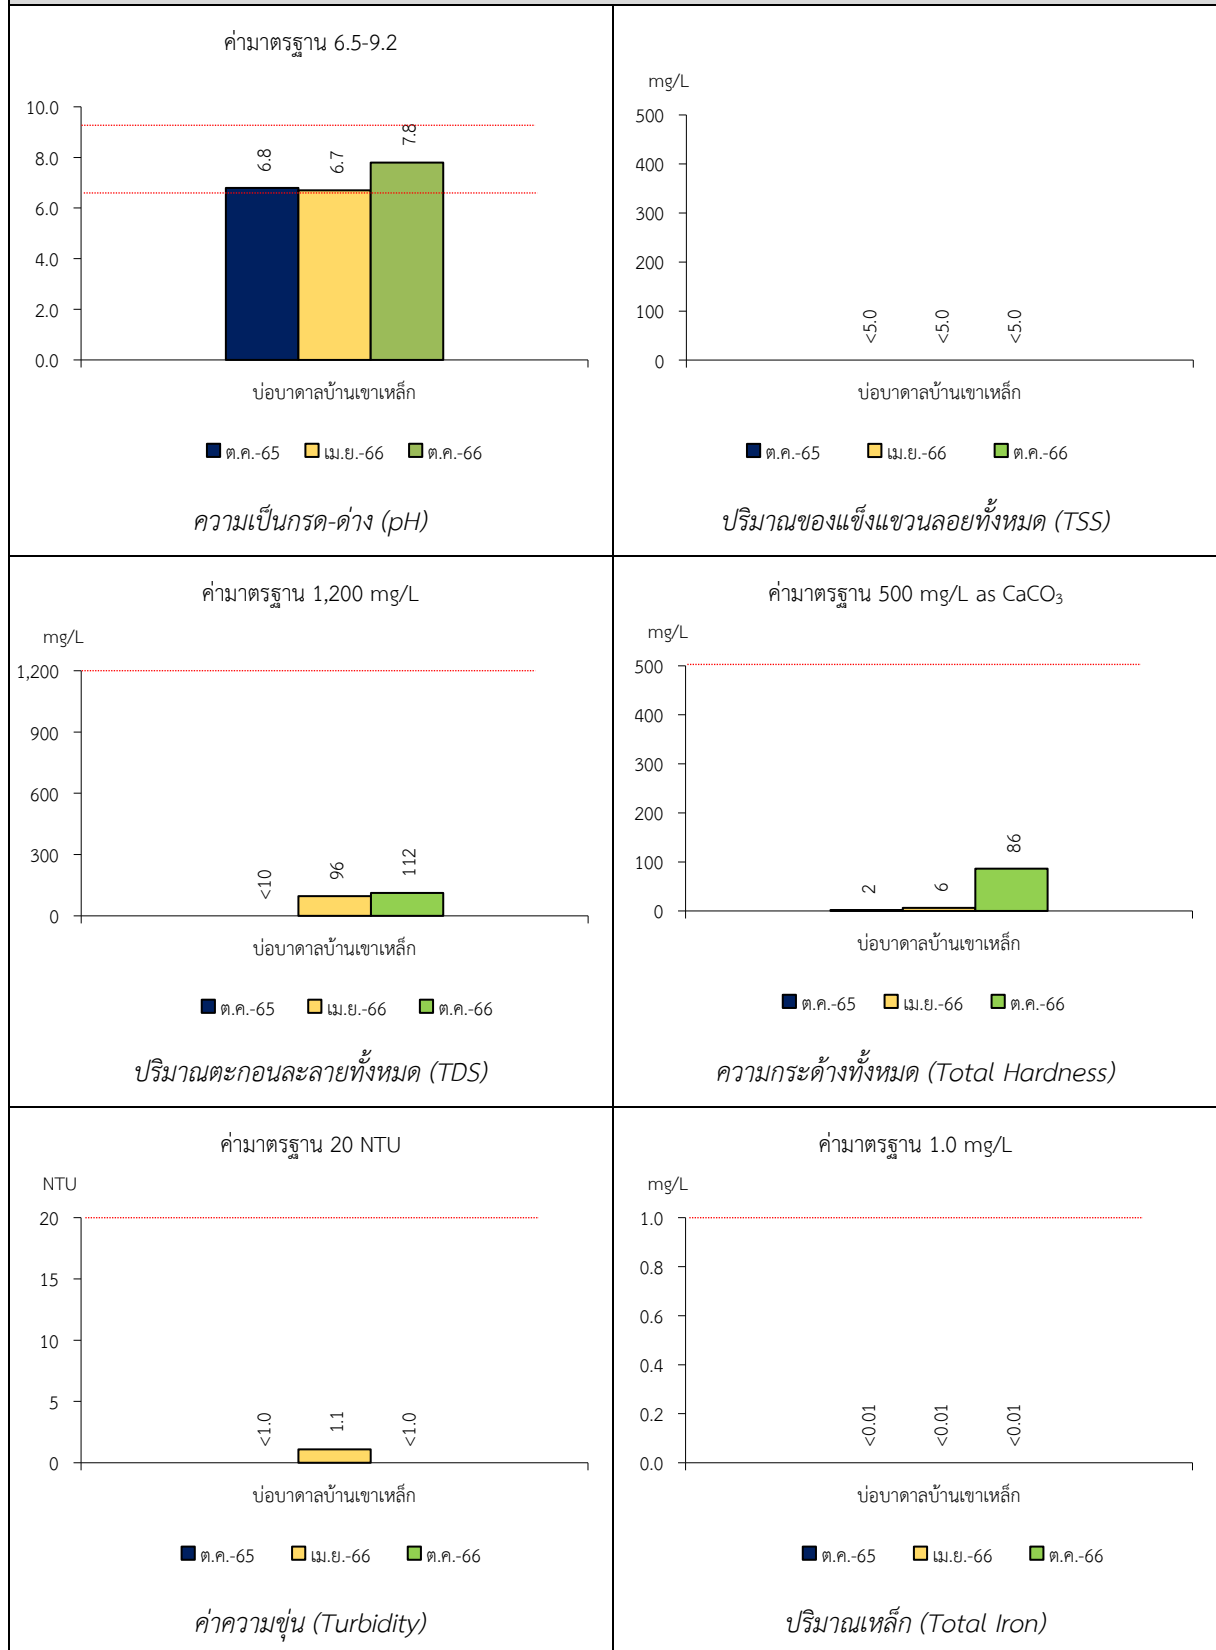 ค่ามาตรฐาน 6.5-9.2
10.0
8.0
6.0
4.0
2.0
0.0
6.8
6.7
7.8
บ่อบาดาลบ้านเขาเหล็ก
ต.ค.-65 เม.ย.-66 ต.ค.-66
ความเป็นกรด-ด่าง (pH)
mg/L
500
400
300
200
100
0
<5.0
<5.0
<5.0
บ่อบาดาลบ้านเขาเหล็ก
ต.ค.-65 เม.ย.-66 ต.ค.-66
ปริมาณของแข็งแขวนลอยทั้งหมด (TSS)
ค่ามาตรฐาน 1,200 mg/L
mg/L
1,200
900
600
300
0
<10
96
112
บ่อบาดาลบ้านเขาเหล็ก
ต.ค.-65 เม.ย.-66 ต.ค.-66
ปริมาณตะกอนละลายทั้งหมด (TDS)
ค่ามาตรฐาน 500 mg/L as CaCO₃
mg/L
500
400
300
200
100
0
2
6
86
บ่อบาดาลบ้านเขาเหล็ก
ต.ค.-65 เม.ย.-66 ต.ค.-66
ความกระด้างทั้งหมด (Total Hardness)
ค่ามาตรฐาน 20 NTU
NTU
20
15
10
5
0
<1.0
1.1
<1.0
บ่อบาดาลบ้านเขาเหล็ก
ต.ค.-65 เม.ย.-66 ต.ค.-66
ค่าความขุ่น (Turbidity)
ค่ามาตรฐาน 1.0 mg/L
mg/L
1.0
0.8
0.6
0.4
0.2
0.0
<0.01
<0.01
<0.01
บ่อบาดาลบ้านเขาเหล็ก
ต.ค.-65 เม.ย.-66 ต.ค.-66
ปริมาณเหล็ก (Total Iron)